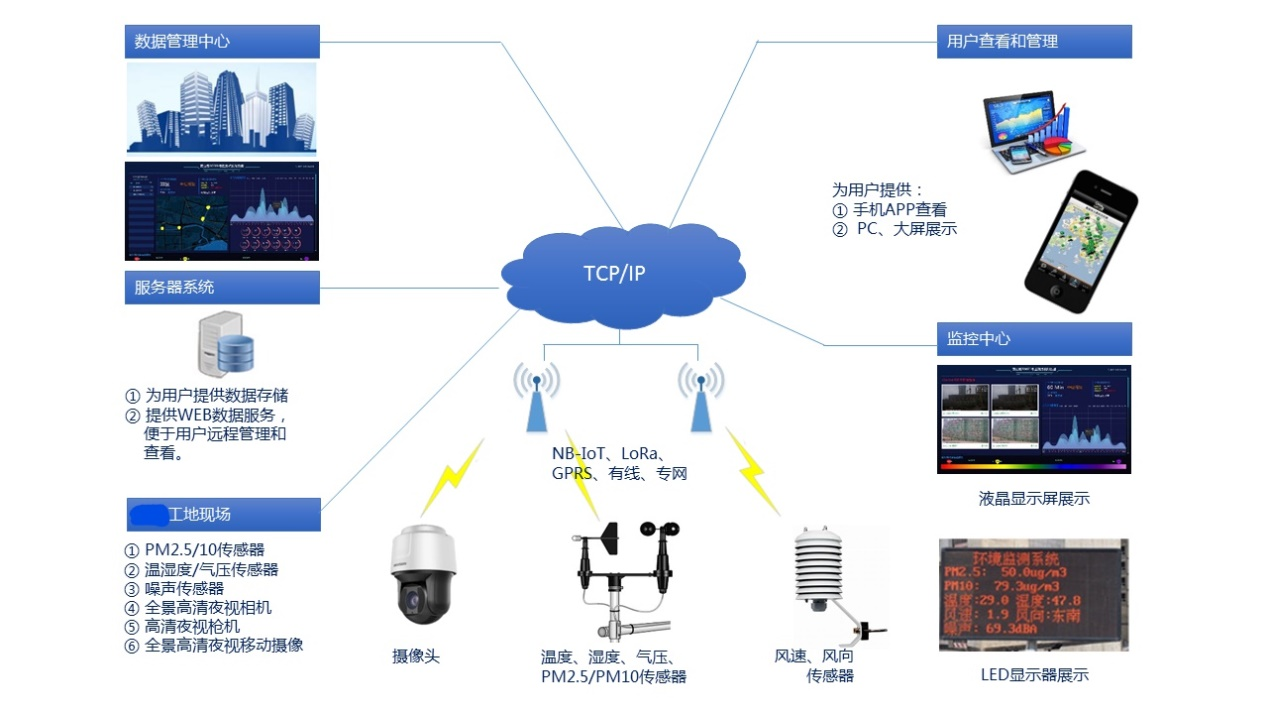 数据管理中心
服务器系统
① 为用户提供数据存储
② 提供WEB数据服务，
便于用户远程管理和
查看。
工地现场
① PM2.5/10传感器
② 温湿度/气压传感器
③ 噪声传感器
④ 全景高清夜视相机
⑤ 高清夜视枪机
⑥ 全景高清夜视移动摄像
TCP/IP
NB-IoT、LoRa、
GPRS、有线、专网
摄像头
温度、湿度、气压、
PM2.5/PM10传感器
风速、风向
传感器
用户查看和管理
为用户提供：
① 手机APP查看
② PC、大屏展示
监控中心
液晶显示屏展示
环境监测系统
PM2.5: 50.0ug/m3
PM10: 79.3ug/m3
温度:29.0 湿度:47.8
风速: 1.9 风向:东南
噪声: 69.3dBA
LED显示器展示